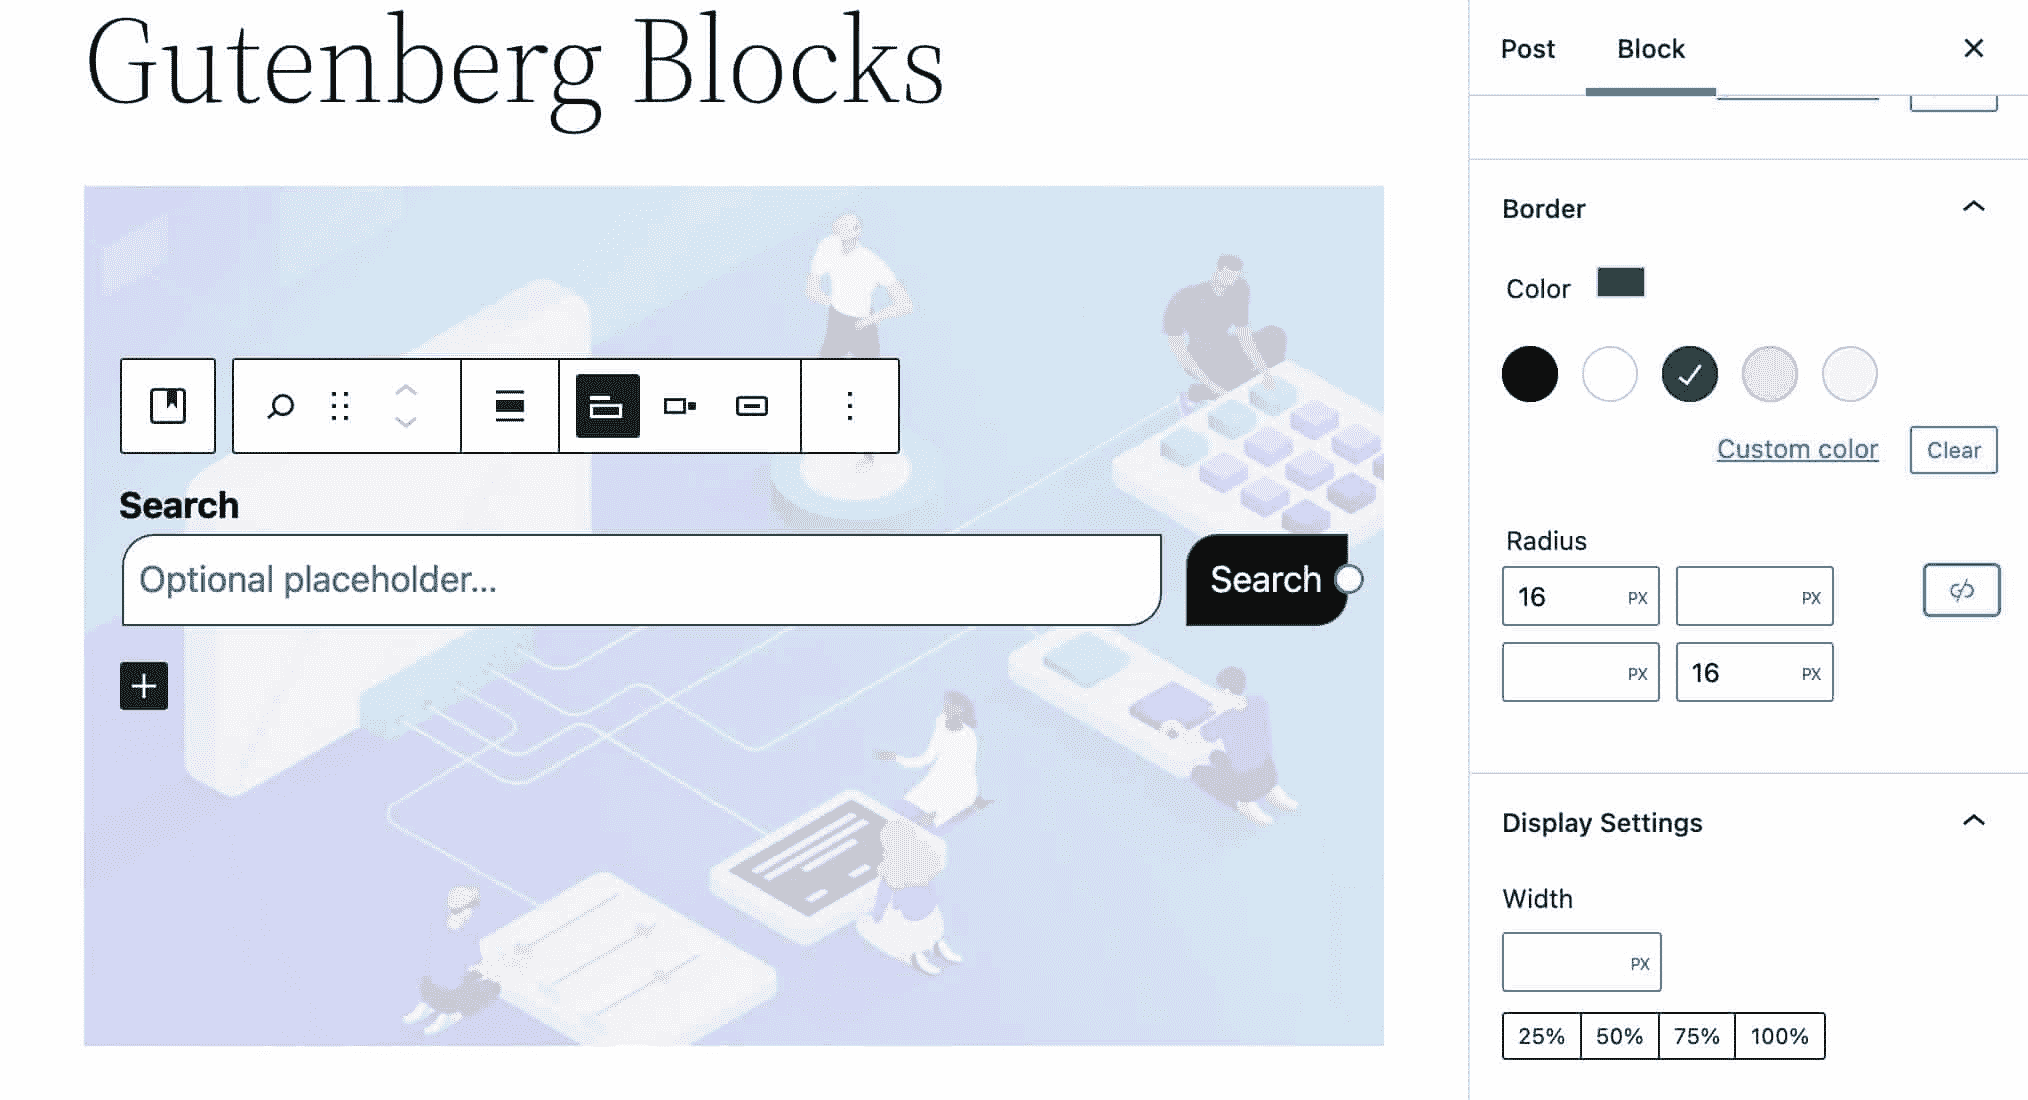 Gutenberg Blocks
Search
Optional placeholder...
Search
Post
Block
Border
Color
Custom color
Clear
Radius
16 PX
PX
PX
16 PX
Display Settings
Width
PX
25% 50% 75% 100%